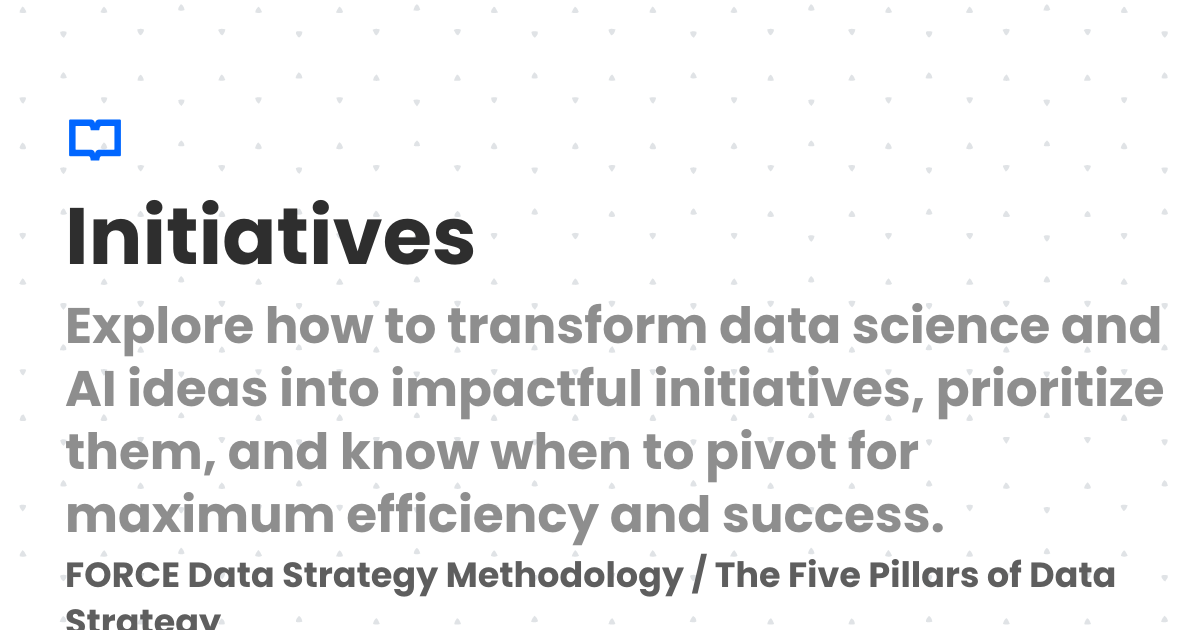 Initiatives
Explore how to transform data science and
AI ideas into impactful initiatives, prioritize
them, and know when to pivot for
maximum efficiency and success.
FORCE Data Strategy Methodology / The Five Pillars of Data
Strategy